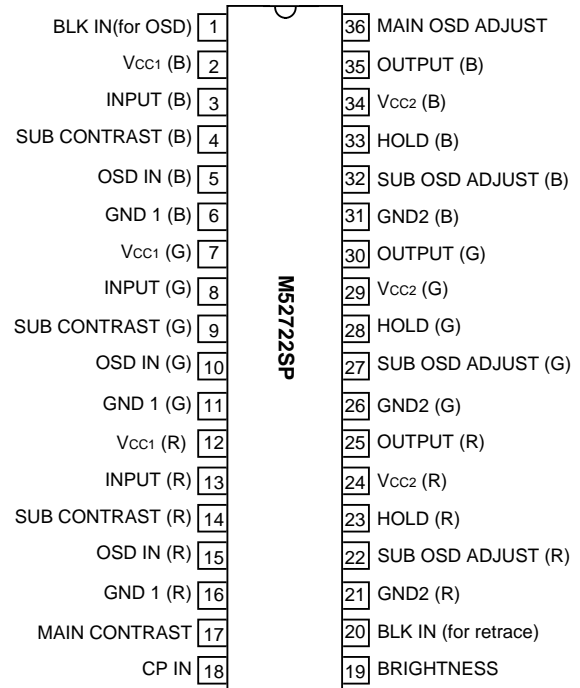 BLK IN(for OSD) 1 36 MAIN OSD ADJUST
VCC1 (B) 2 35 OUTPUT (B)
INPUT (B) 3 34 VCC2 (B)
SUB CONTRAST (B) 4 33 HOLD (B)
OSD IN (B) 5 32 SUB OSD ADJUST (B)
GND 1 (B) 6 31 GND2 (B)
VCC1 (G) 7 30 OUTPUT (G)
INPUT (G) 8 29 VCC2 (G)
SUB CONTRAST (G) 9 28 HOLD (G)
OSD IN (G) 10 27 SUB OSD ADJUST (G)
GND 1 (G) 11 26 GND2 (G)
VCC1 (R) 12 25 OUTPUT (R)
INPUT (R) 13 24 VCC2 (R)
SUB CONTRAST (R) 14 23 HOLD (R)
OSD IN (R) 15 22 SUB OSD ADJUST (R)
GND 1 (R) 16 21 GND2 (R)
MAIN CONTRAST 17 20 BLK IN (for retrace)
CP IN 18 19 BRIGHTNESS
M52722SP